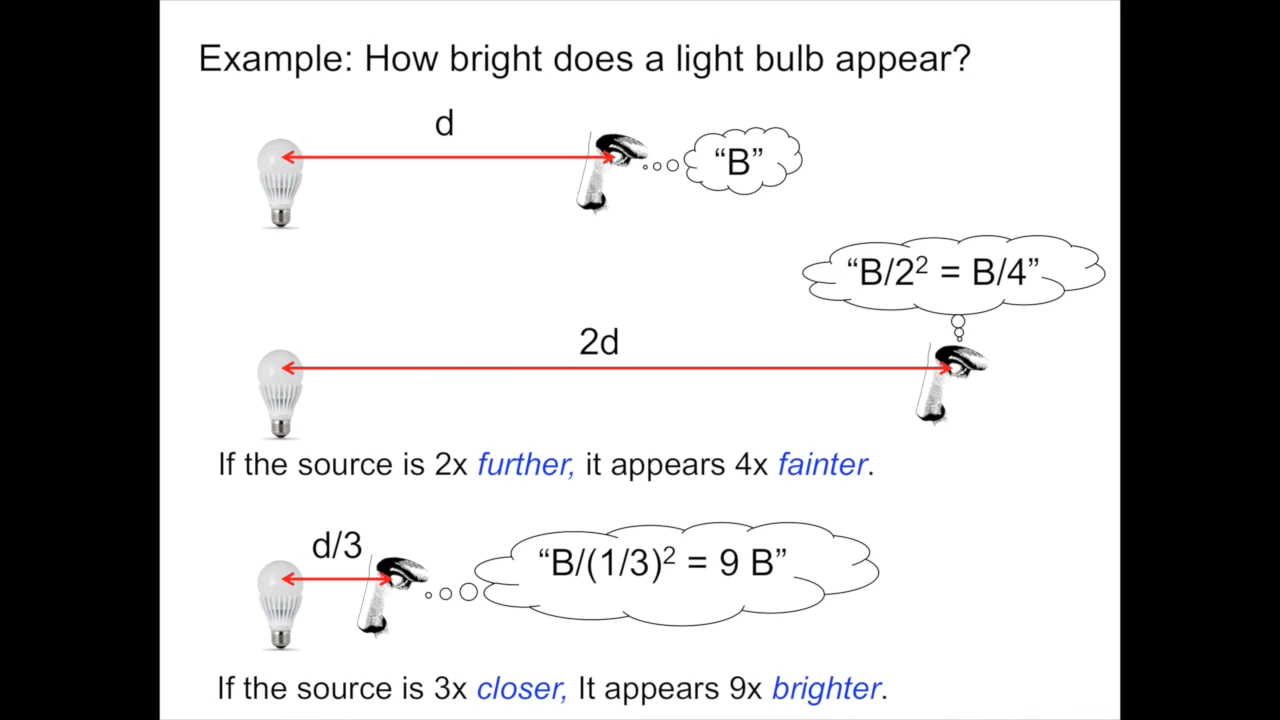 Example: How bright does a light bulb appear?
d
“B”
“B/2² = B/4”
2d
If the source is 2x further, it appears 4x fainter.
d/3
“B/(1/3)² = 9 B”
If the source is 3x closer, It appears 9x brighter.